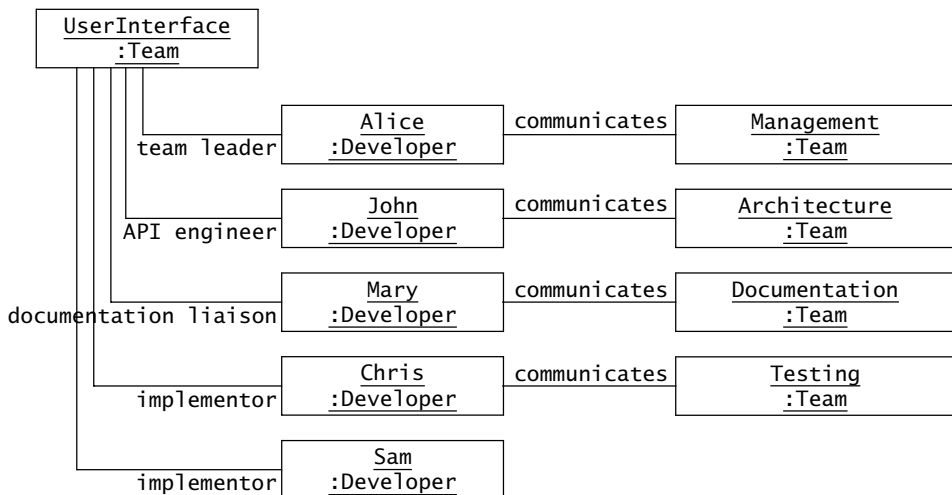 UserInterface
:Team
Alice
:Developer
communicates
Management
:Team
team leader
John
:Developer
communicates
Architecture
:Team
API engineer
Mary
:Developer
communicates
Documentation
:Team
documentation liaison
Chris
:Developer
communicates
Testing
:Team
implementor
Sam
:Developer
implementor